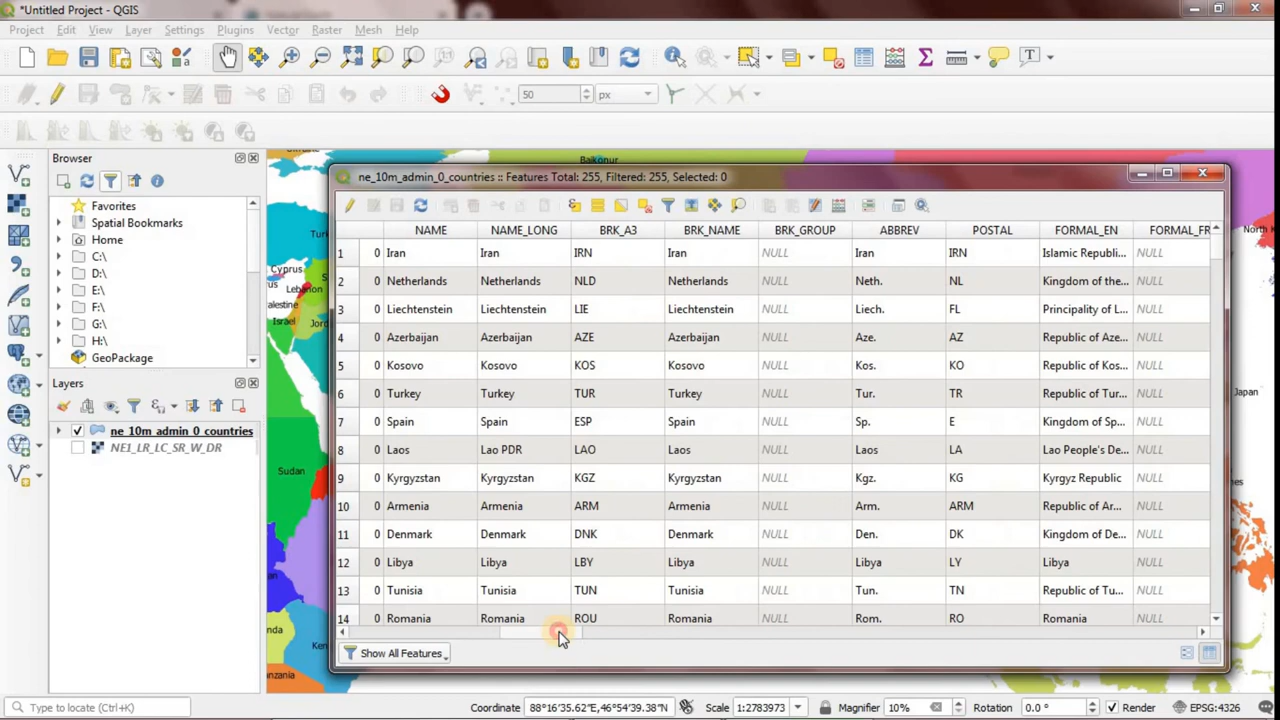 *Untitled Project - QGIS
Project Edit View Layer Settings Plugins Vector Raster Mesh Help
50 px
Browser
Favorites
Spatial Bookmarks
Home
C:\
D:\
E:\
F:\
G:\
H:\
GeoPackage
Layers
ne_10m_admin_0_countries
NE1_LR_LC_SR_W_DR
Baikonur
Cyprus
Lebanon
Israel
Sudan
Japan
ne_10m_admin_0_countries :: Features Total: 255, Filtered: 255, Selected: 0
NAME NAME_LONG BRK_A3 BRK_NAME BRK_GROUP ABBREV POSTAL FORMAL_EN FORMAL_FR
1 0 Iran Iran IRN Iran NULL Iran IRN Islamic Republi... NULL
2 0 Netherlands Netherlands NLD Netherlands NULL Neth. NL Kingdom of the... NULL
3 0 Liechtenstein Liechtenstein LIE Liechtenstein NULL Liech. FL Principality of L... NULL
4 0 Azerbaijan Azerbaijan AZE Azerbaijan NULL Aze. AZ Republic of Aze... NULL
5 0 Kosovo Kosovo KOS Kosovo NULL Kos. KO Republic of Kos... NULL
6 0 Turkey Turkey TUR Turkey NULL Tur. TR Republic of Tur... NULL
7 0 Spain Spain ESP Spain NULL Sp. E Kingdom of Sp... NULL
8 0 Laos Lao PDR LAO Laos NULL Laos LA Lao People's De... NULL
9 0 Kyrgyzstan Kyrgyzstan KGZ Kyrgyzstan NULL Kgz. KG Kyrgyz Republic NULL
10 0 Armenia Armenia ARM Armenia NULL Arm. ARM Republic of Ar... NULL
11 0 Denmark Denmark DNK Denmark NULL Den. DK Kingdom of De... NULL
12 0 Libya Libya LBY Libya NULL Libya LY Libya NULL
13 0 Tunisia Tunisia TUN Tunisia NULL Tun. TN Republic of Tu... NULL
14 0 Romania Romania ROU Romania NULL Rom. RO Romania NULL
Show All Features
Type to locate (Ctrl+K) Coordinate 88°16'35.62"E,46°54'39.38"N Scale 1:2783973 Magnifier 10% Rotation 0.0 ° Render EPSG:4326